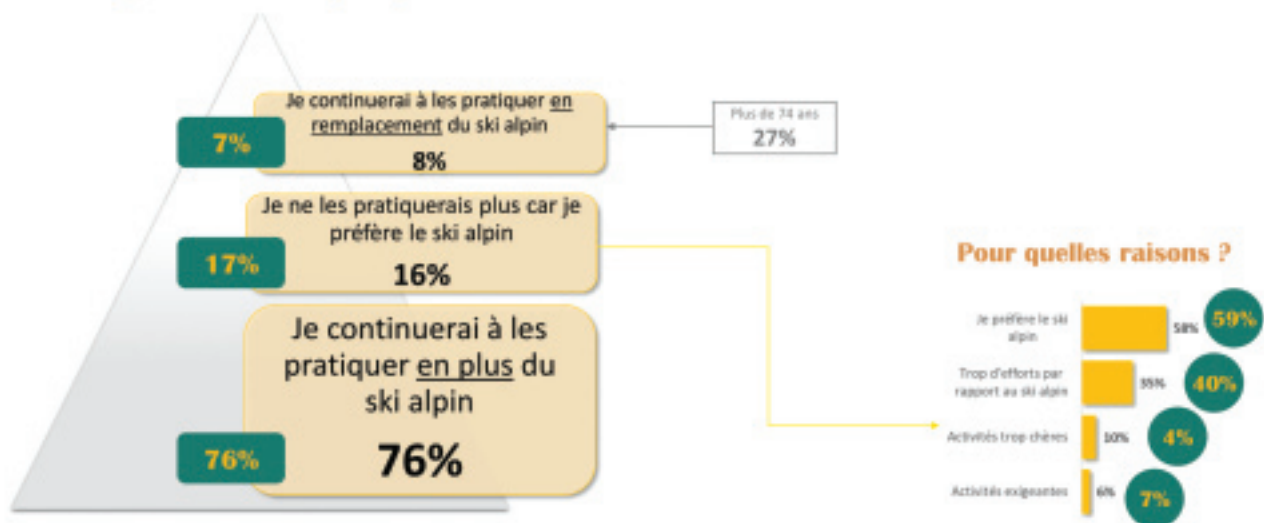 Je continuerai à les pratiquer en
remplacement du ski alpin
8%
7%
Plus de 74 ans
27%
Je ne les pratiquerais plus car je
préfère le ski alpin
16%
17%
Je continuerai à les
pratiquer en plus du
ski alpin
76%
76%
Pour quelles raisons ?
Je préfère le ski
alpin
58%
59%
Trop d'efforts par
rapport au ski alpin
35%
40%
Activités trop chères
10%
4%
Activités exigeantes
6%
7%